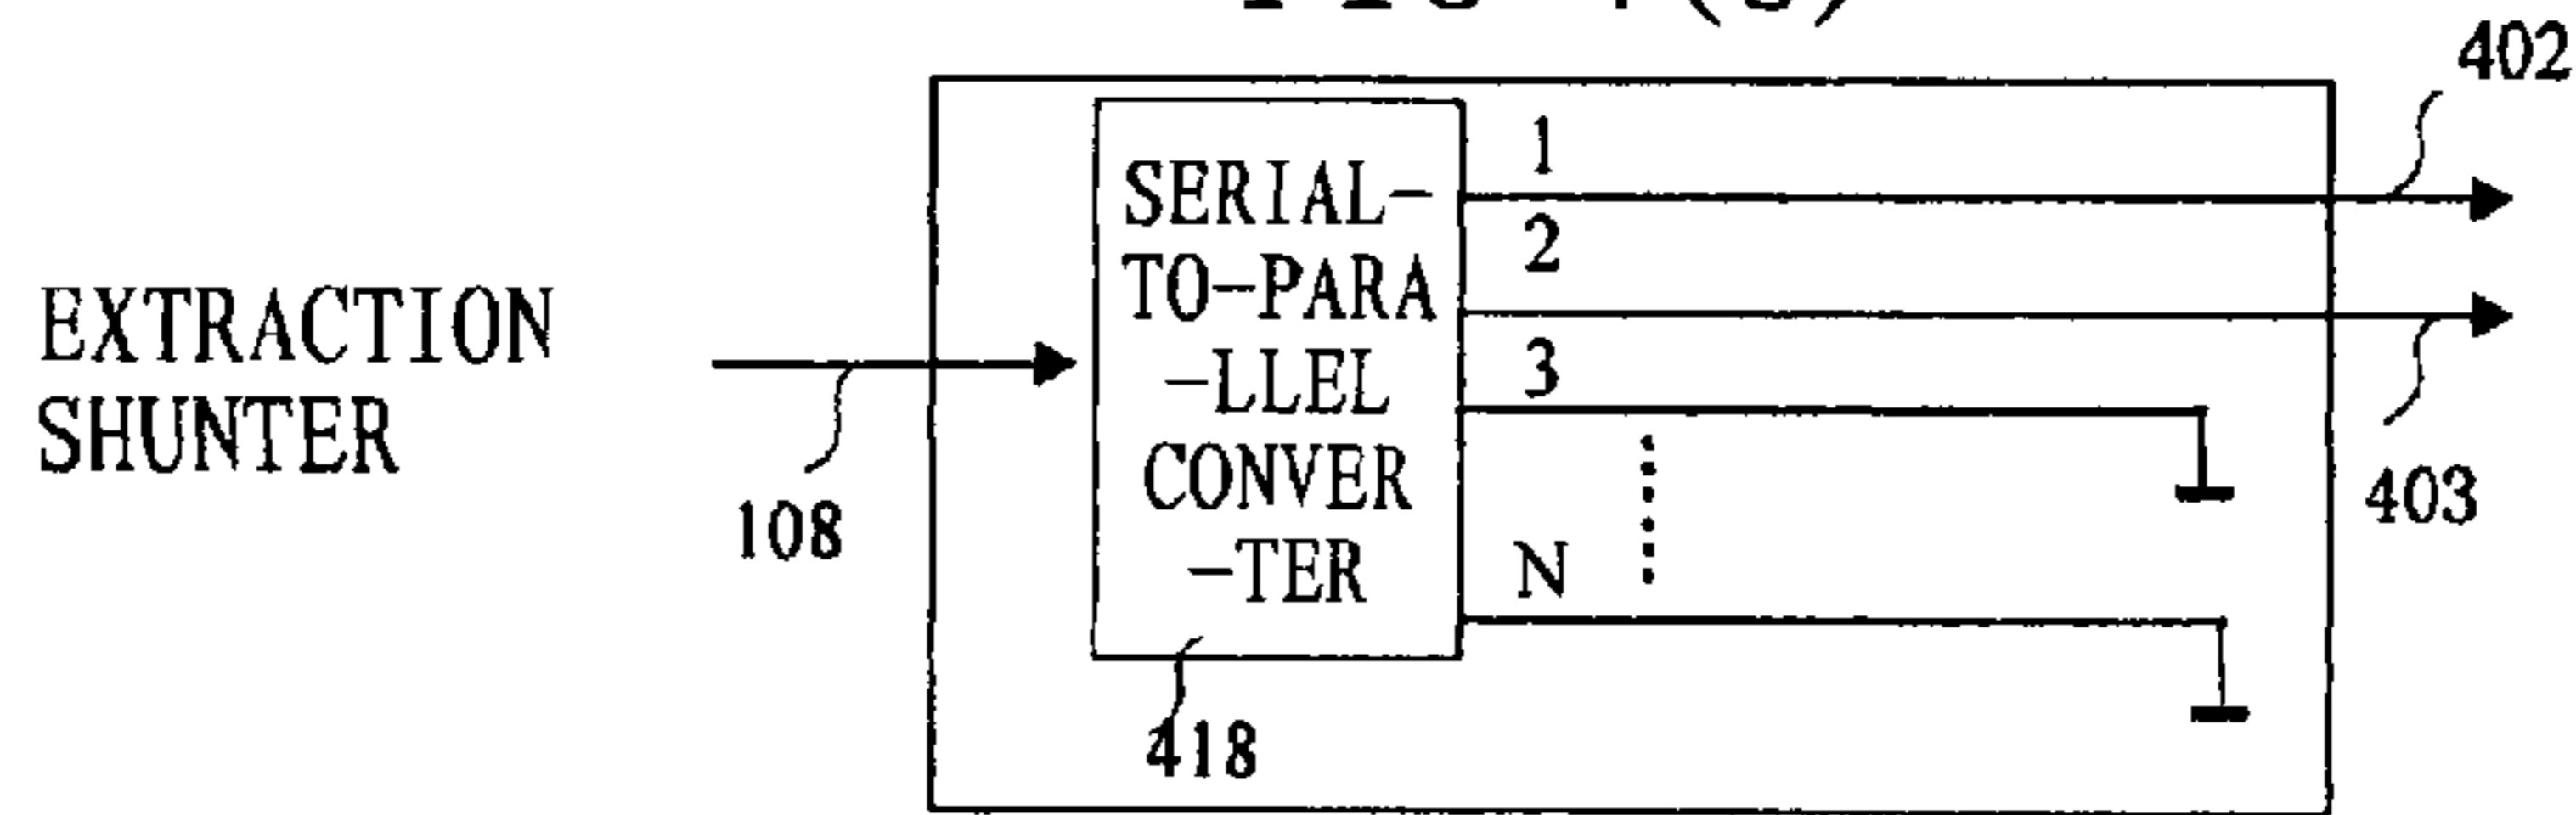 402
1
SERIAL-
TO-PARA
-LLEL
CONVER
-TER
2
3
N
EXTRACTION
SHUNTER
108
403
418